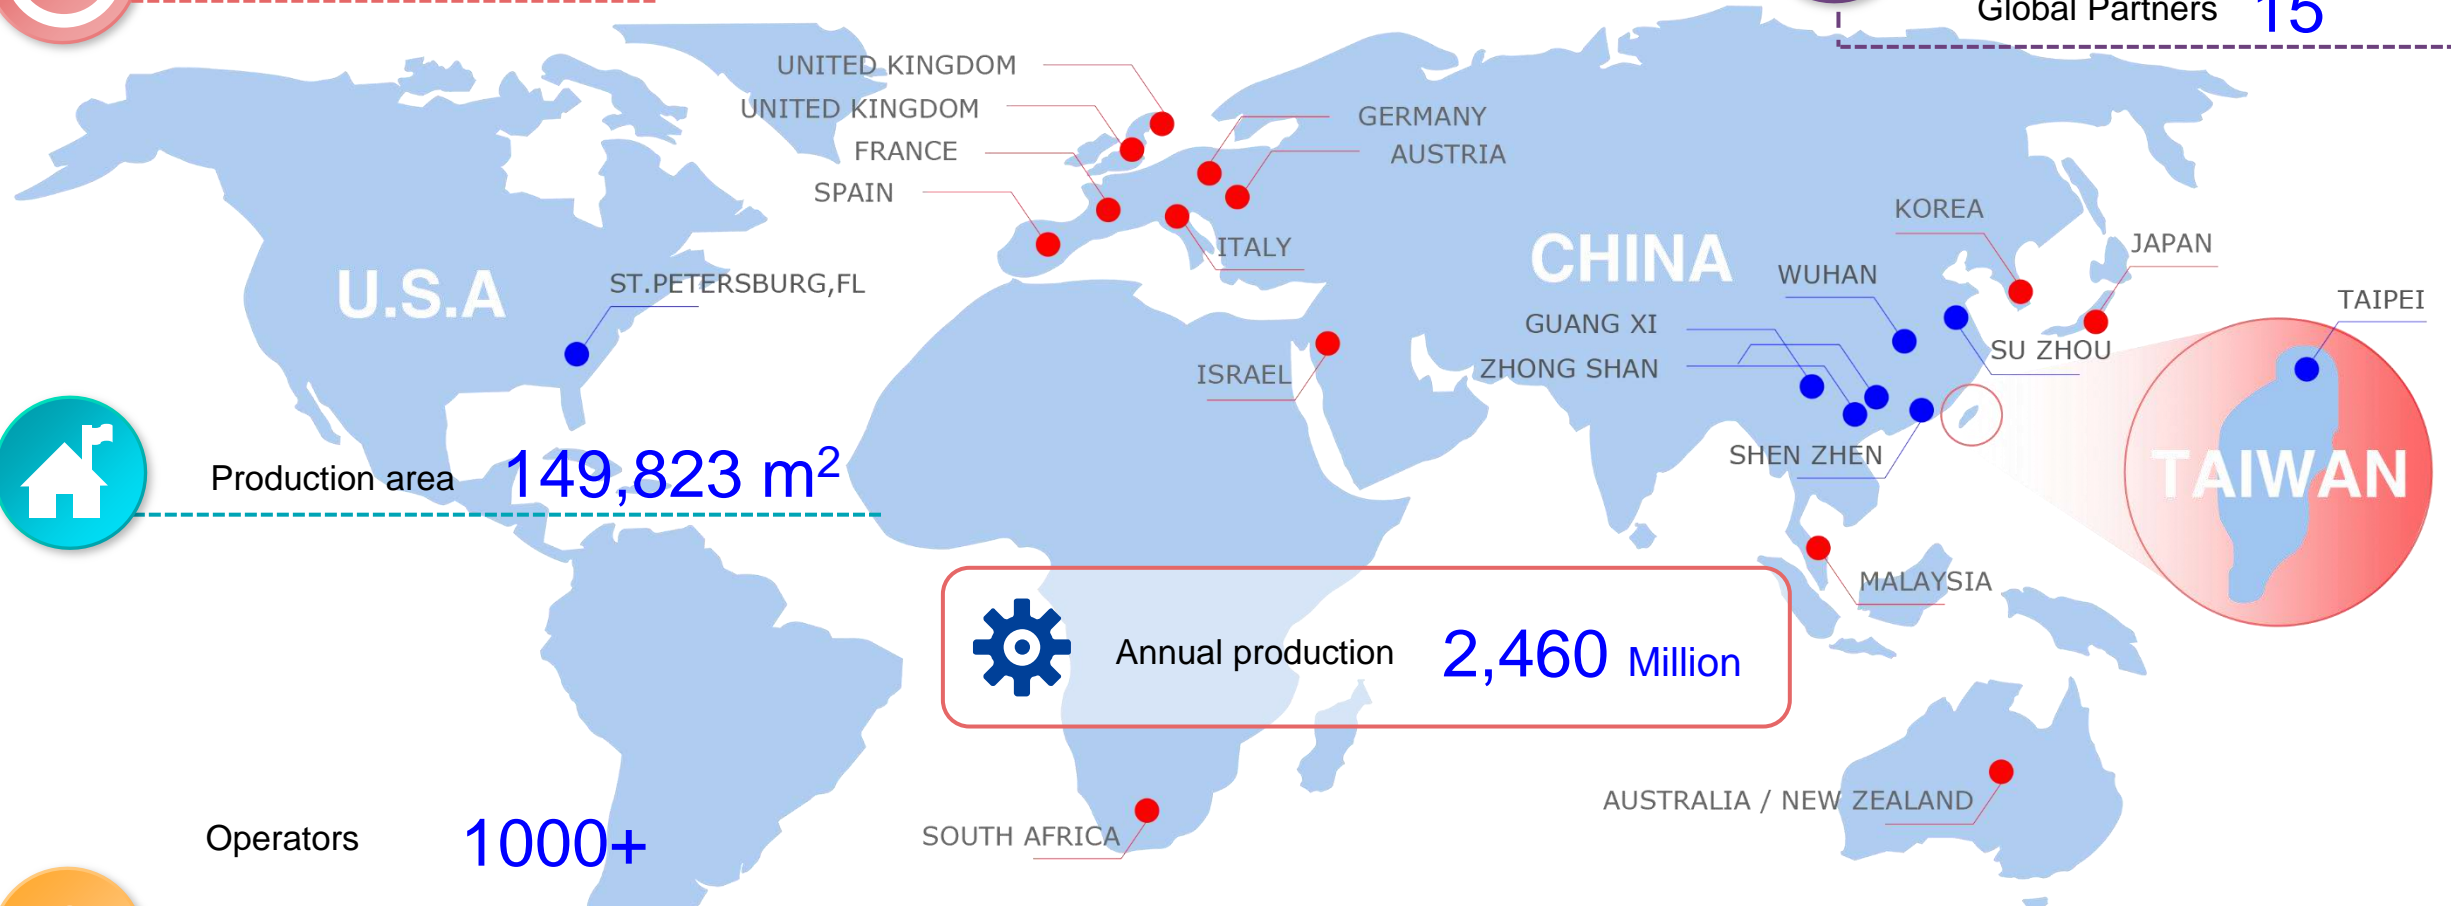 Global Partners 15
UNITED KINGDOM
UNITED KINGDOM
FRANCE
SPAIN
GERMANY
AUSTRIA
ITALY
KOREA
JAPAN
U.S.A
ST.PETERSBURG,FL
CHINA
WUHAN
GUANG XI
ZHONG SHAN
SU ZHOU
TAIPEI
ISRAEL
SHEN ZHEN
TAIWAN
Production area 149,823 m²
MALAYSIA
Annual production 2,460 Million
AUSTRALIA / NEW ZEALAND
SOUTH AFRICA
Operators 1000+